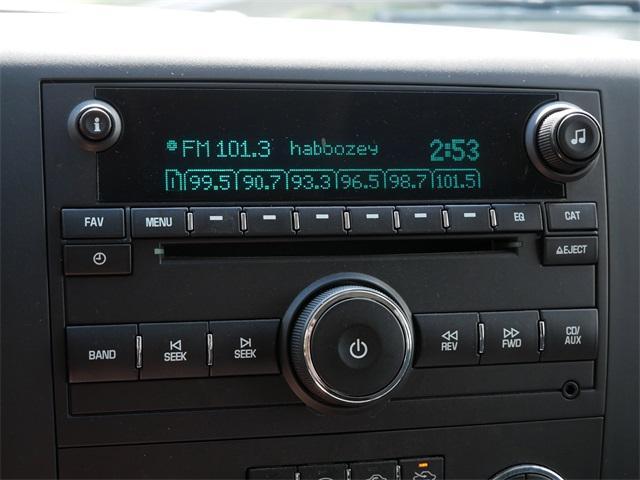 i
FM 101.3 habbozey 2:53
99.5 90.7 93.3 96.5 98.7 101.5
FAV MENU EQ CAT
▲EJECT
BAND SEEK SEEK REV FWD CD/AUX